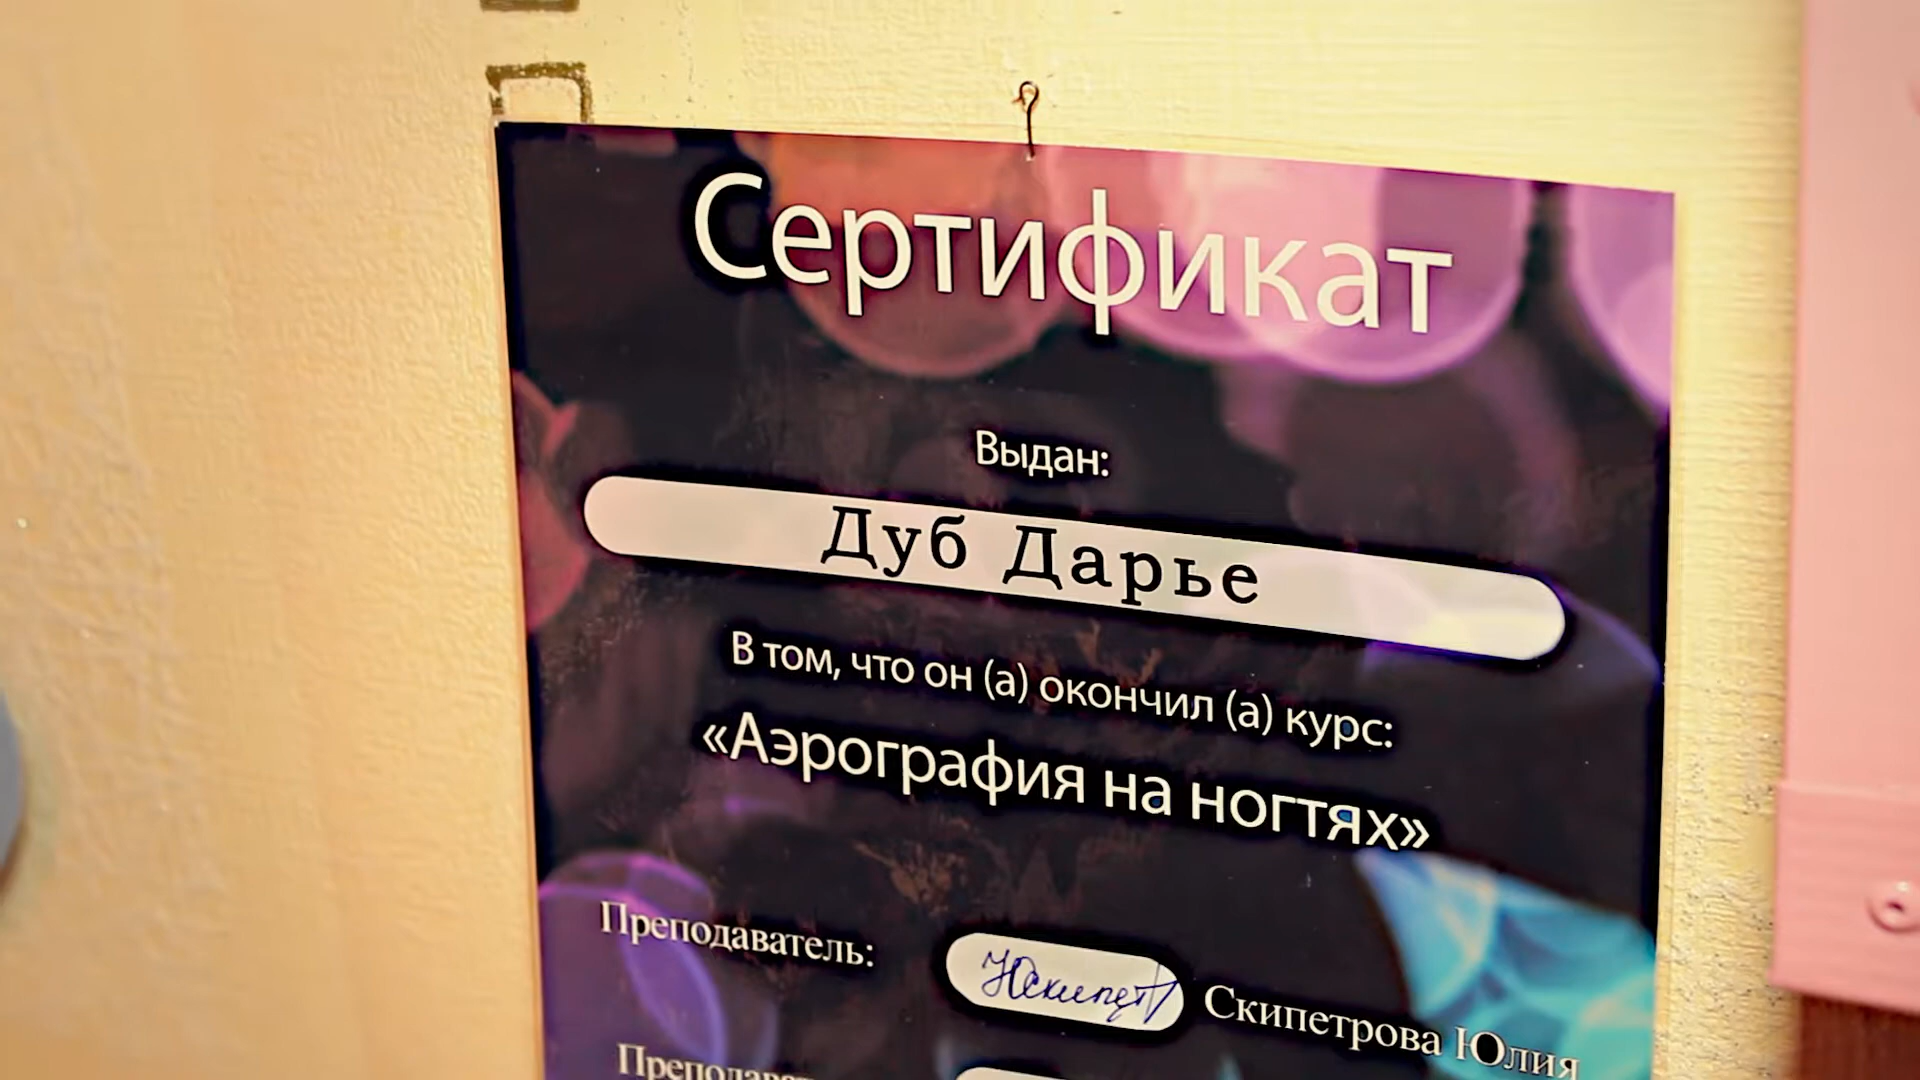 Сертификат
Выдан:
Дуб Дарье
В том, что он (а) окончил (а) курс:
«Аэрография на ногтях»
Преподаватель:
Скипетрова Юлия